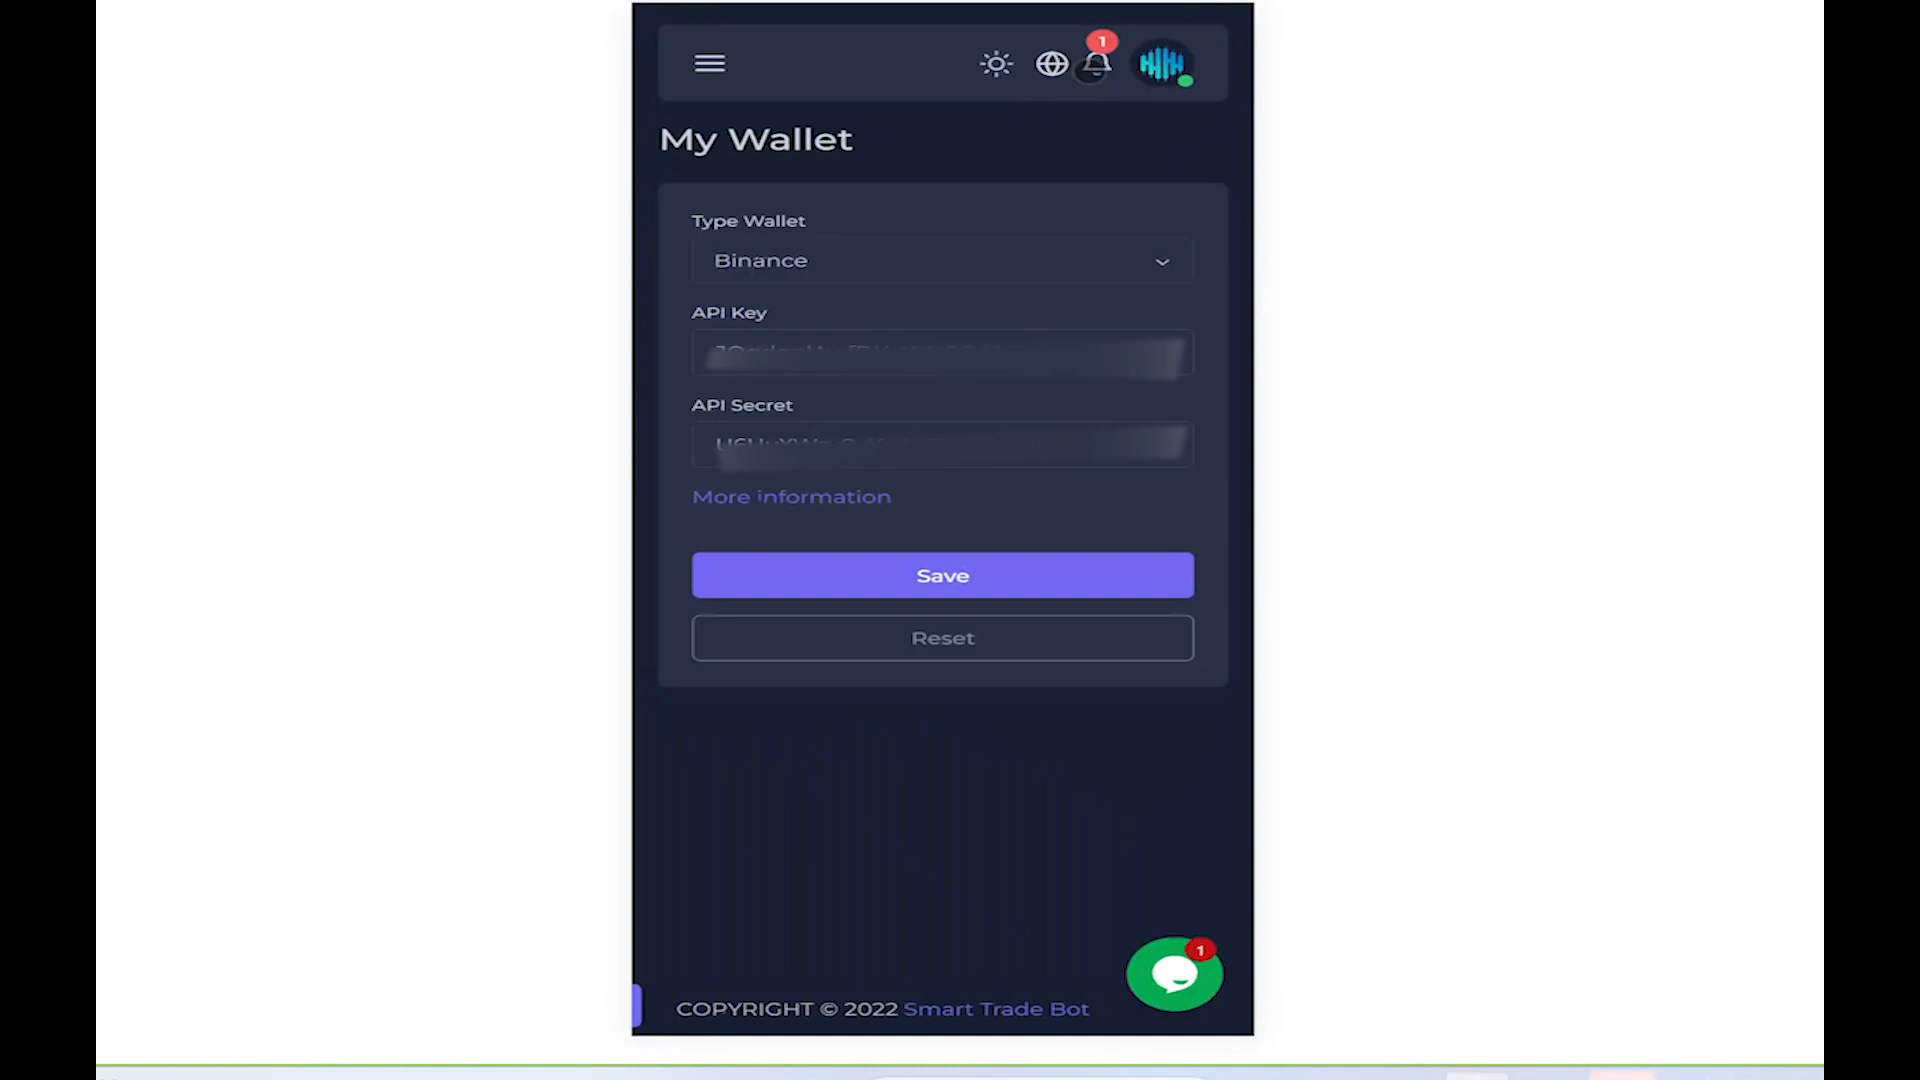 1
My Wallet
Type Wallet
Binance
API Key
API Secret
More information
Save
Reset
1
COPYRIGHT © 2022 Smart Trade Bot